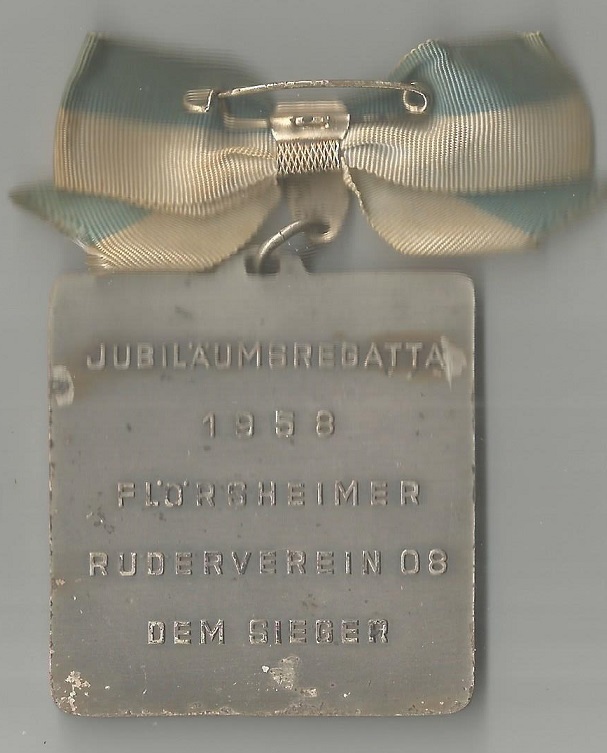 JUBILÄUMSREGATTA
1958
FLÖRSHEIMER
RUDERVEREIN 08
DEM SIEGER